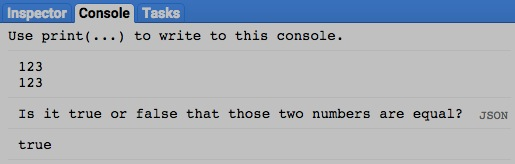 Inspector Console Tasks
Use print(...) to write to this console.
123
123
Is it true or false that those two numbers are equal? JSON
true